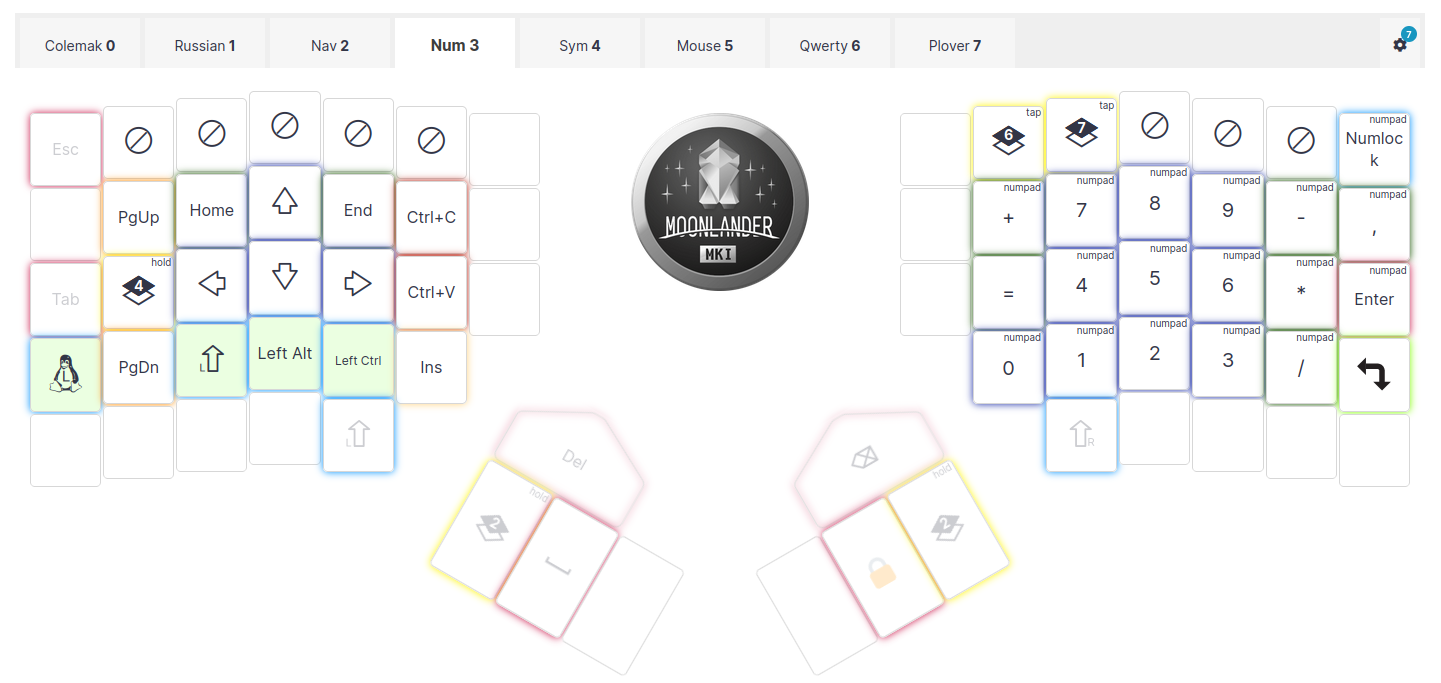 Colemak 0
Russian 1
Nav 2
Num 3
Sym 4
Mouse 5
Qwerty 6
Plover 7
7
Esc
tap
6
tap
7
numpad
Numloc
k
PgUp
Home
End
Ctrl+C
MOONLANDER
MKI
numpad
+
numpad
7
numpad
8
numpad
9
numpad
-
numpad
,
Tab
hold
4
Ctrl+V
=
numpad
4
numpad
5
numpad
6
numpad
*
numpad
Enter
L
PgDn
L
Left Alt
Left Ctrl
Ins
numpad
0
numpad
1
numpad
2
numpad
3
numpad
/
L
R
Del
hold
2
hold
2